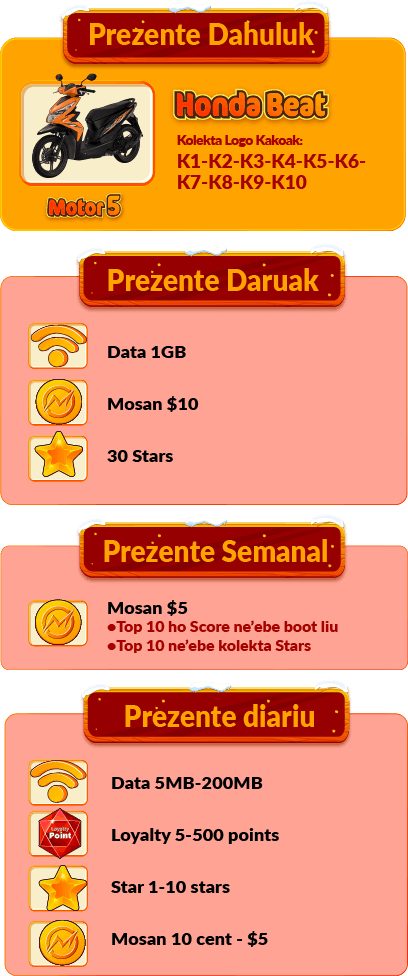 Prezente Dahuluk
Honda Beat
Kolekta Logo Kakoak:
K1-K2-K3-K4-K5-K6-
K7-K8-K9-K10
Motor 5
Prezente Daruak
Data 1GB
Mosan $10
30 Stars
Prezente Semanal
Mosan $5
•Top 10 ho Score ne'ebe boot liu
•Top 10 ne'ebe kolekta Stars
Prezente diariu
Data 5MB-200MB
Loyalty
Point
Loyalty 5-500 points
Star 1-10 stars
Mosan 10 cent - $5